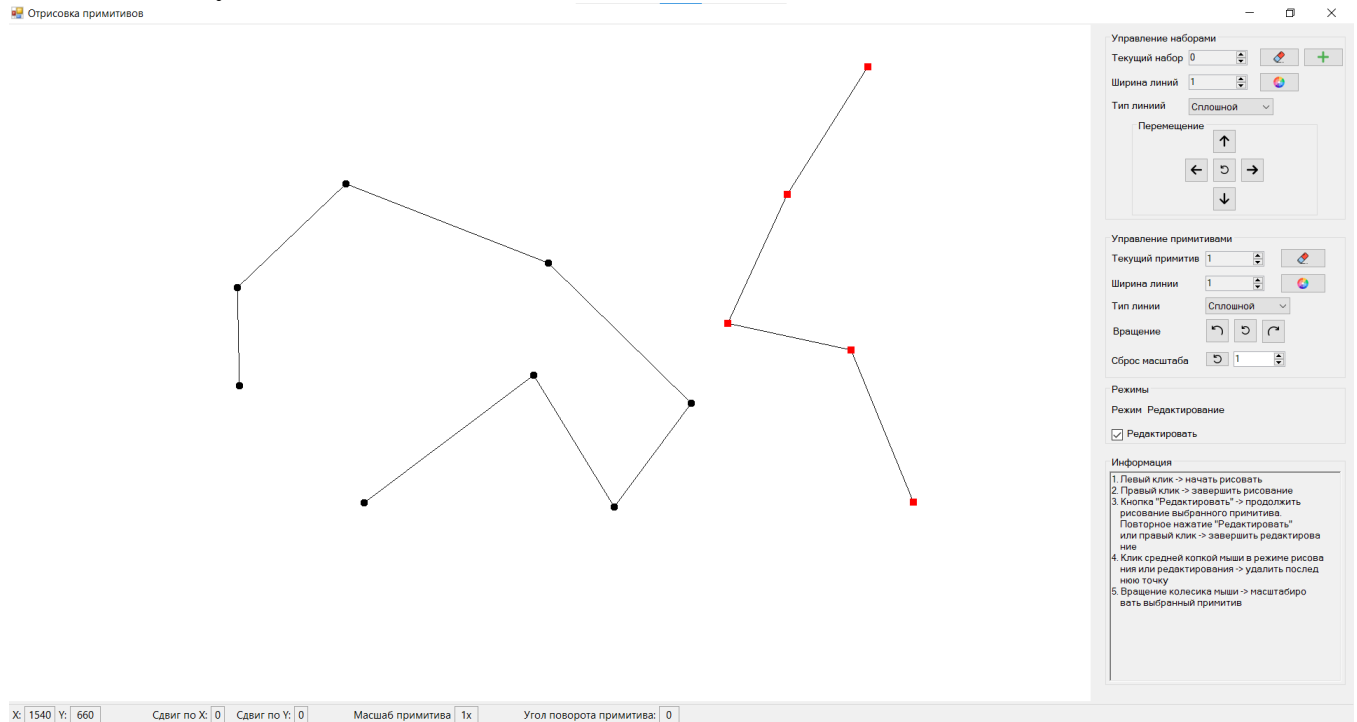 Отрисовка примитивов
Управление наборами
Текущий набор 0
Ширина линий 1
Тип линиий Сплошной
Перемещение
Управление примитивами
Текущий примитив 1
Ширина линии 1
Тип линии Сплошной
Вращение
Сброс масштаба 1
Режимы
Режим Редактирование
Редактировать
Информация
1. Левый клик -> начать рисовать
2. Правый клик -> завершить рисование
3. Кнопка "Редактировать" -> продолжить
рисование выбранного примитива.
Повторное нажатие "Редактировать"
или правый клик -> завершить редактирова
ние
4. Клик средней копкой мыши в режиме рисова
ния или редактирования -> удалить послед
нюю точку
5. Вращение колесика мыши -> масштабиро
вать выбранный примитив
X: 1540 Y: 660 Сдвиг по X: 0 Сдвиг по Y: 0 Масшаб примитива 1x Угол поворота примитива: 0